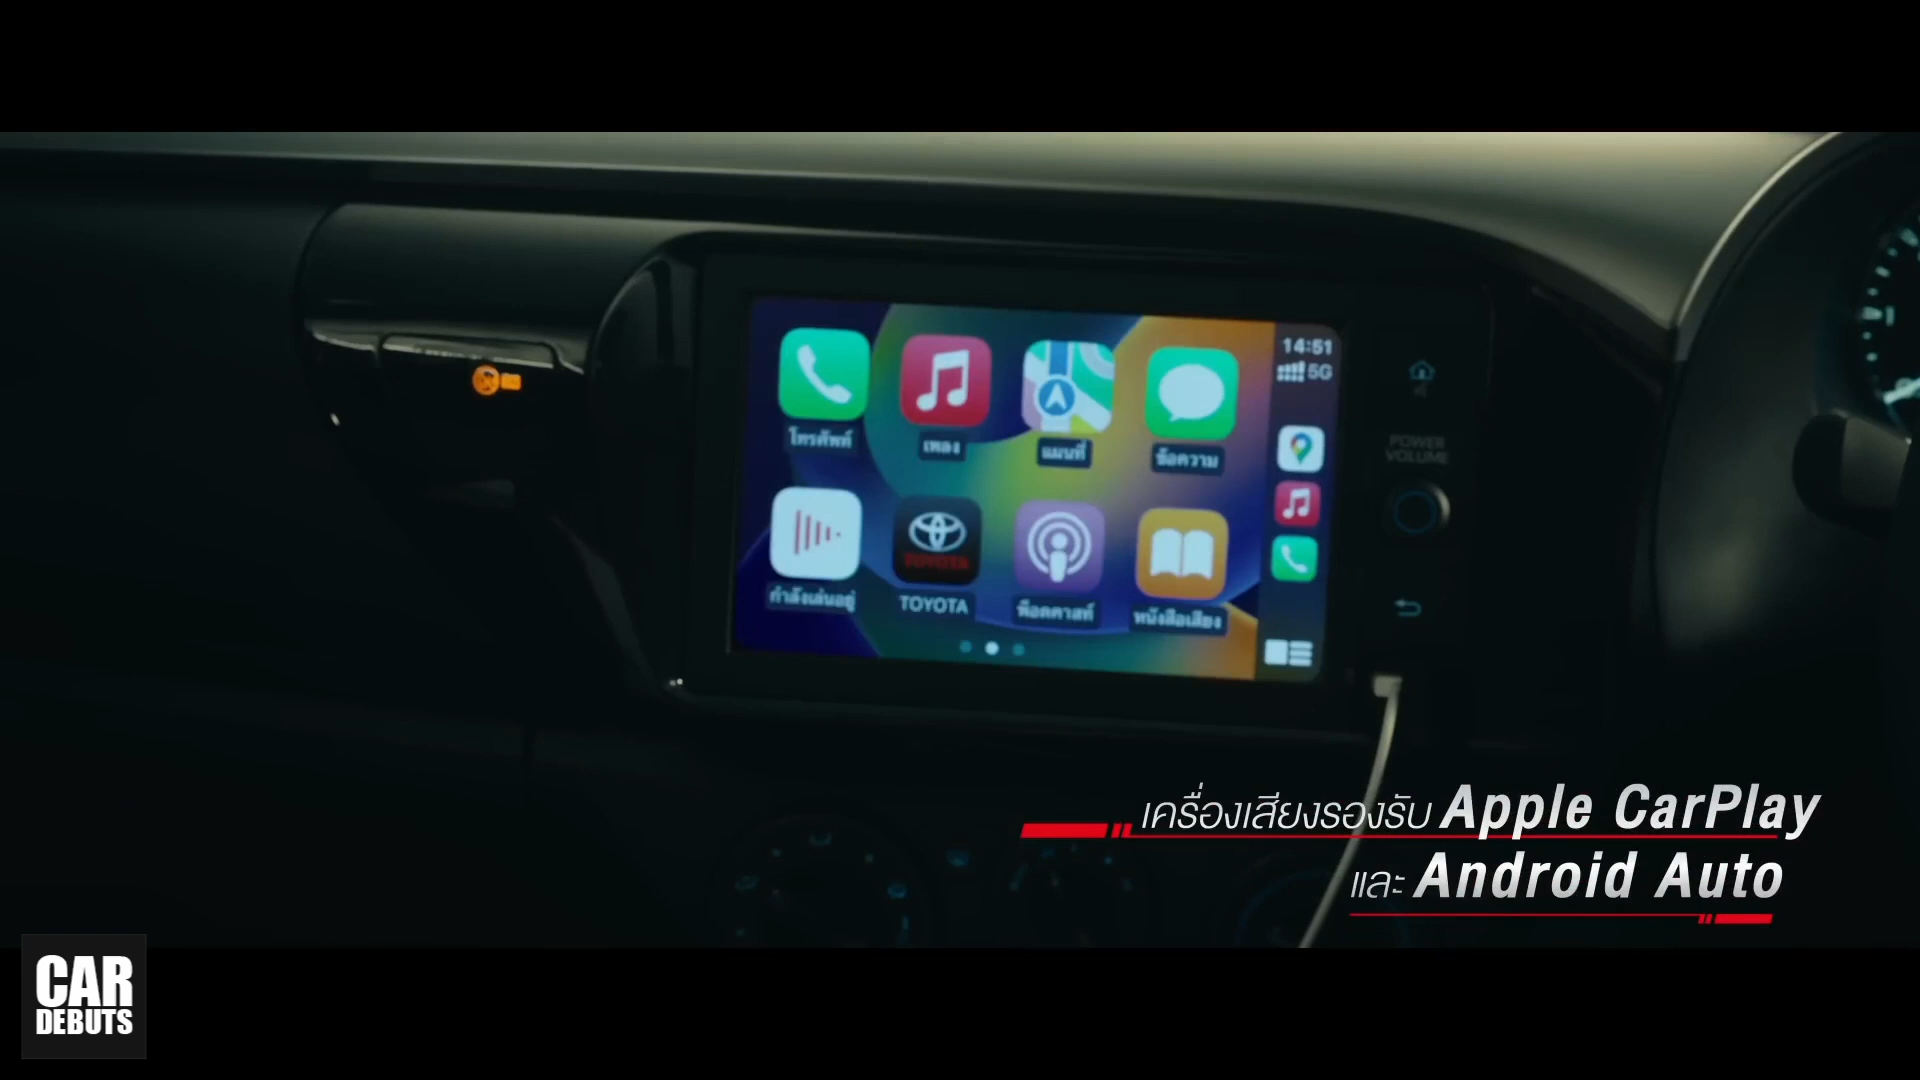 14:51
5G
โทรศัพท์
เพลง
แผนที่
ข้อความ
POWER
VOLUME
TOYOTA
กำลังเล่นอยู่
TOYOTA
พ็อดคาสท์
หนังสือเสียง
เครื่องเสียงรองรับ Apple CarPlay
และ Android Auto
CAR
DEBUTS